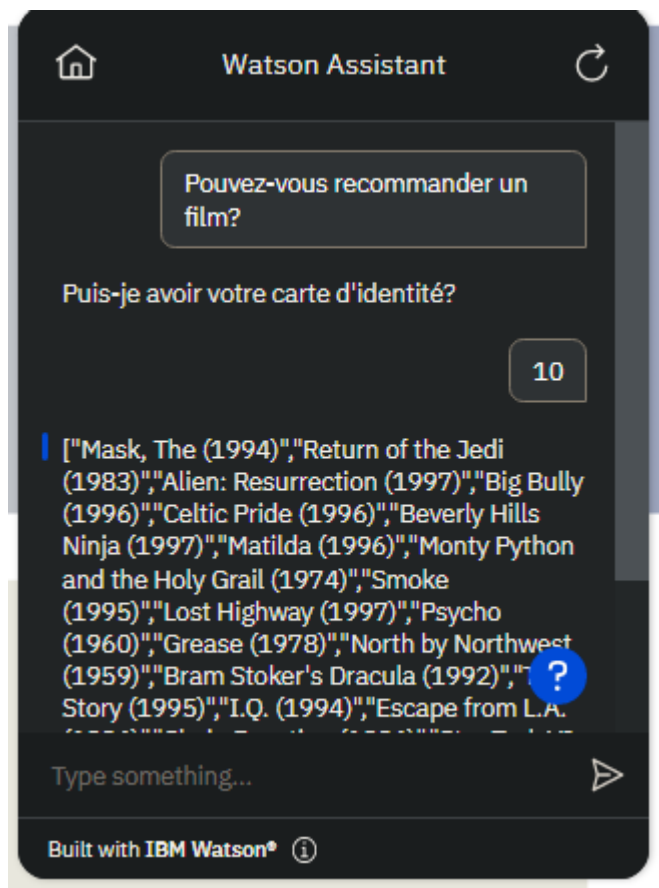 Watson Assistant
Pouvez-vous recommander un
film?
Puis-je avoir votre carte d'identité?
10
["Mask, The (1994)","Return of the Jedi
(1983)","Alien: Resurrection (1997)","Big Bully
(1996)","Celtic Pride (1996)","Beverly Hills
Ninja (1997)","Matilda (1996)","Monty Python
and the Holy Grail (1974)","Smoke
(1995)","Lost Highway (1997)","Psycho
(1960)","Grease (1978)","North by Northwest
(1959)","Bram Stoker's Dracula (1992)","
?
Story (1995)","I.Q. (1994)","Escape from L.A.
Type something...
Built with IBM Watson®